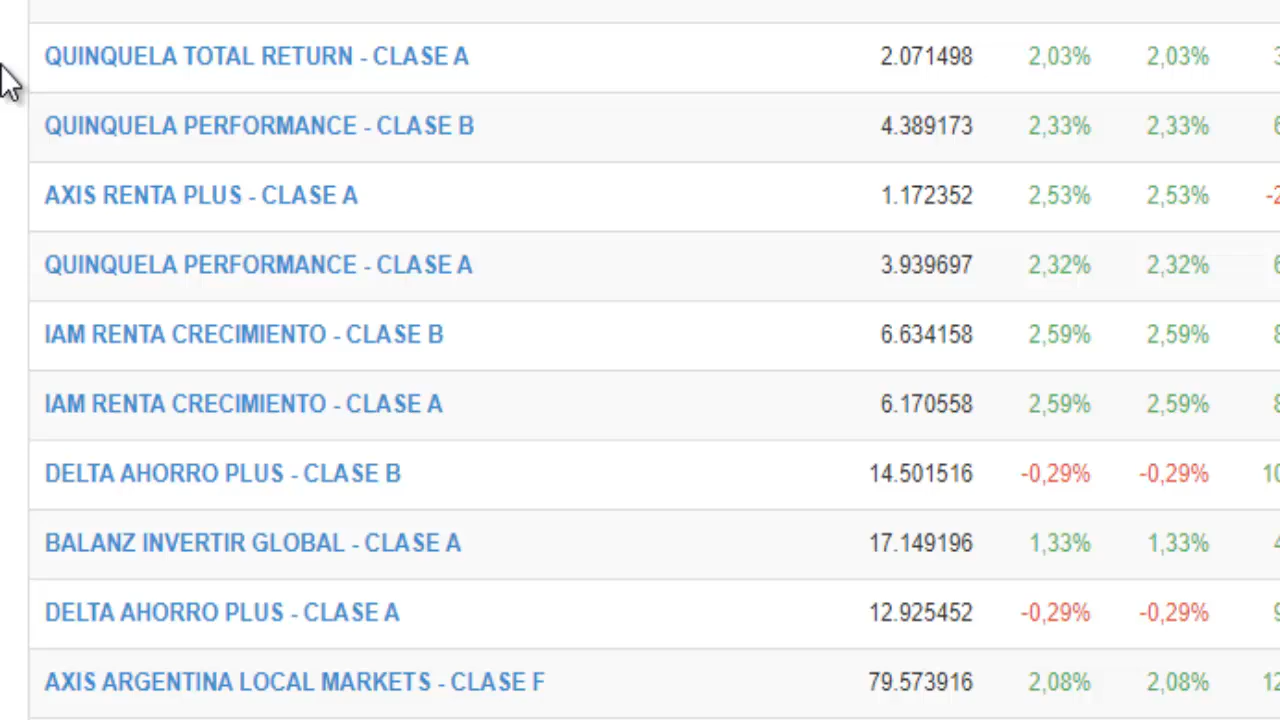 QUINQUELA TOTAL RETURN - CLASE A 2.071498 2,03% 2,03%
QUINQUELA PERFORMANCE - CLASE B 4.389173 2,33% 2,33%
AXIS RENTA PLUS - CLASE A 1.172352 2,53% 2,53%
QUINQUELA PERFORMANCE - CLASE A 3.939697 2,32% 2,32%
IAM RENTA CRECIMIENTO - CLASE B 6.634158 2,59% 2,59%
IAM RENTA CRECIMIENTO - CLASE A 6.170558 2,59% 2,59%
DELTA AHORRO PLUS - CLASE B 14.501516 -0,29% -0,29%
BALANZ INVERTIR GLOBAL - CLASE A 17.149196 1,33% 1,33%
DELTA AHORRO PLUS - CLASE A 12.925452 -0,29% -0,29%
AXIS ARGENTINA LOCAL MARKETS - CLASE F 79.573916 2,08% 2,08%